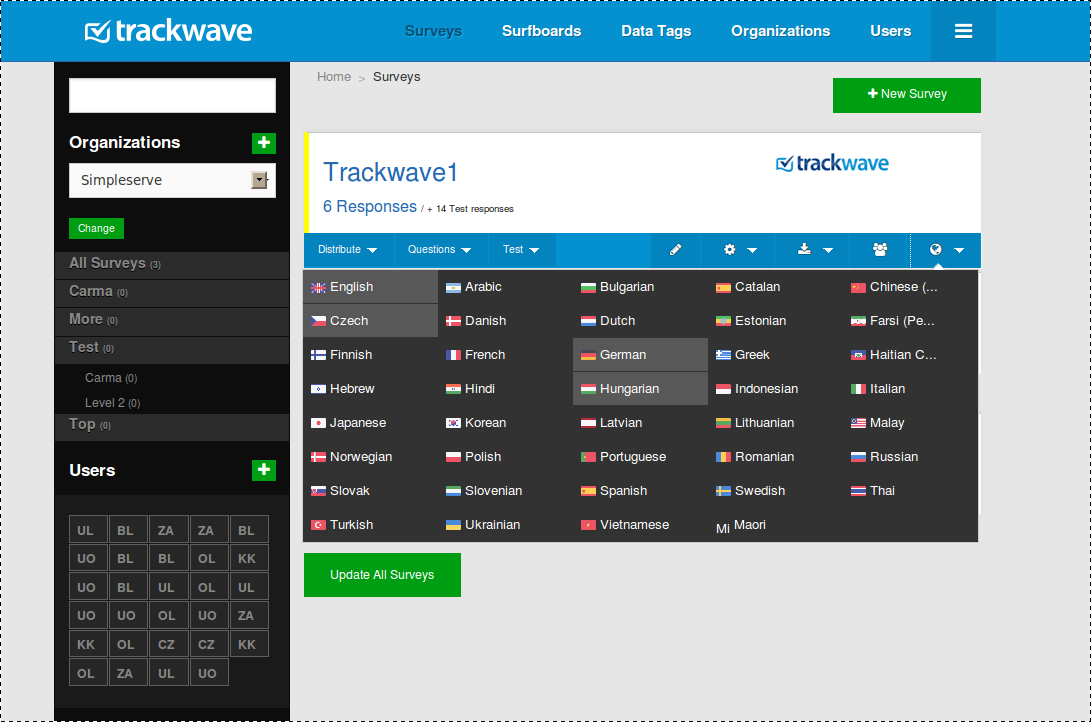 trackwave
Surveys Surfboards Data Tags Organizations Users
Home > Surveys
New Survey
Organizations
Simpleserve
Change
All Surveys (3)
Carma (0)
More (0)
Test (0)
Carma (0)
Level 2 (0)
Top (0)
Users
UL BL ZA ZA BL
UO BL BL OL KK
UO BL UL OL UL
UO UO OL UO ZA
KK OL CZ CZ KK
OL ZA UL UO
Trackwave1
trackwave
6 Responses / + 14 Test responses
Distribute Questions Test
English Arabic Bulgarian Catalan Chinese (...
Czech Danish Dutch Estonian Farsi (Pe...
Finnish French German Greek Haitian C...
Hebrew Hindi Hungarian Indonesian Italian
Japanese Korean Latvian Lithuanian Malay
Norwegian Polish Portuguese Romanian Russian
Slovak Slovenian Spanish Swedish Thai
Turkish Ukrainian Vietnamese Mi Maori
Update All Surveys